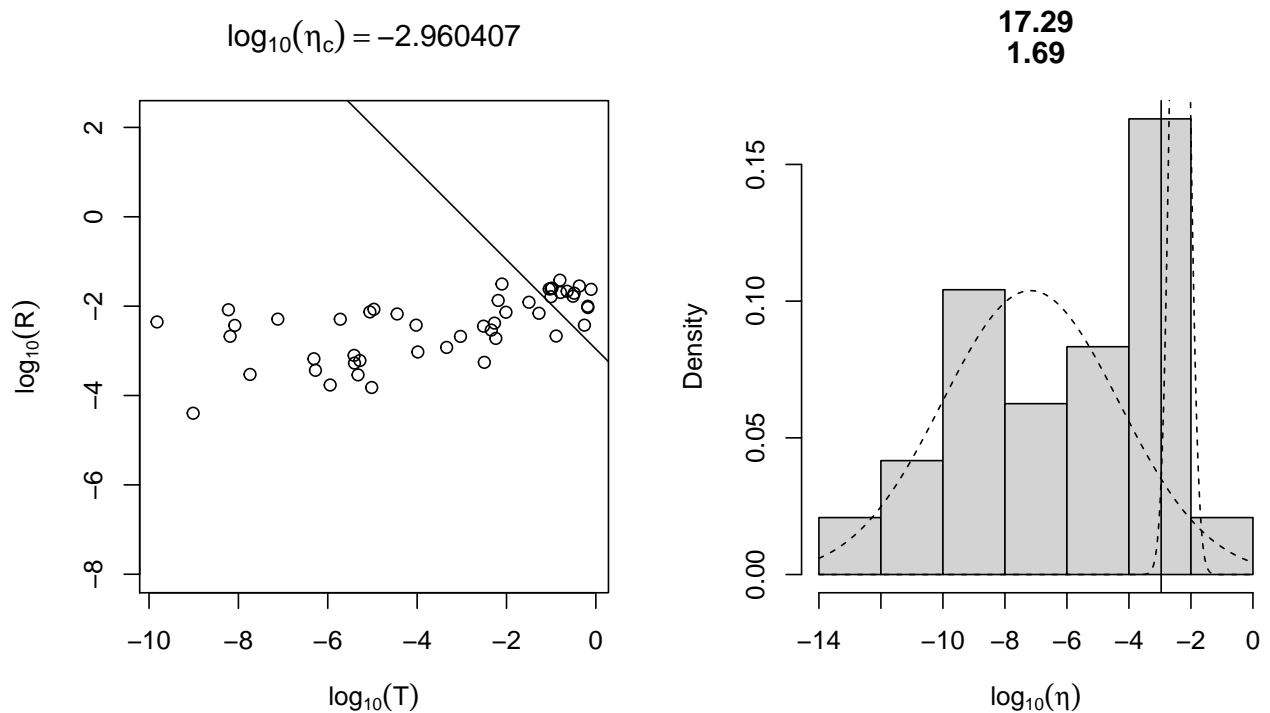 log₁₀(ηc) = −2.960407
2
0
−2
−4
−6
−8
log₁₀(R)
−10 −8 −6 −4 −2 0
log₁₀(T)
17.29
1.69
0.15
0.10
0.05
0.00
Density
−14 −10 −8 −6 −4 −2 0
log₁₀(η)